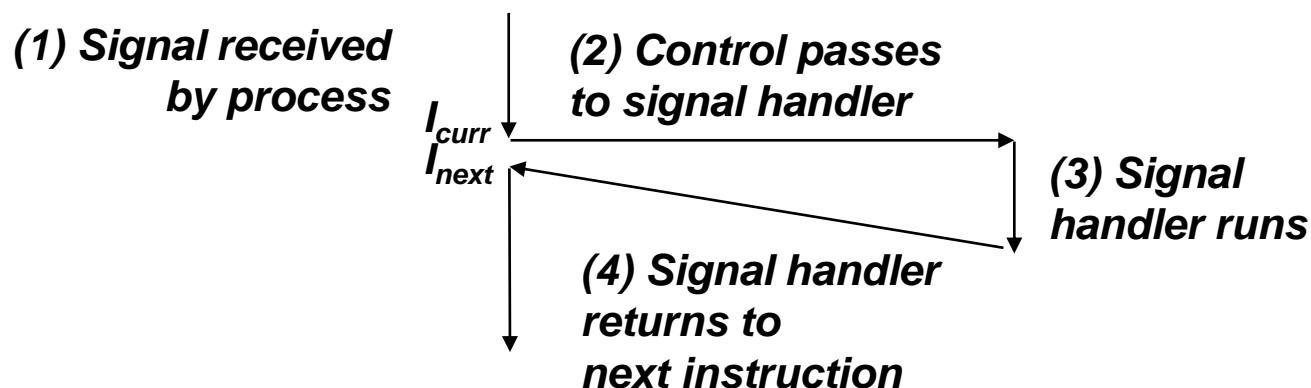 (1) Signal received
by process
(2) Control passes
to signal handler
Icurr
Inext
(3) Signal
handler runs
(4) Signal handler
returns to
next instruction